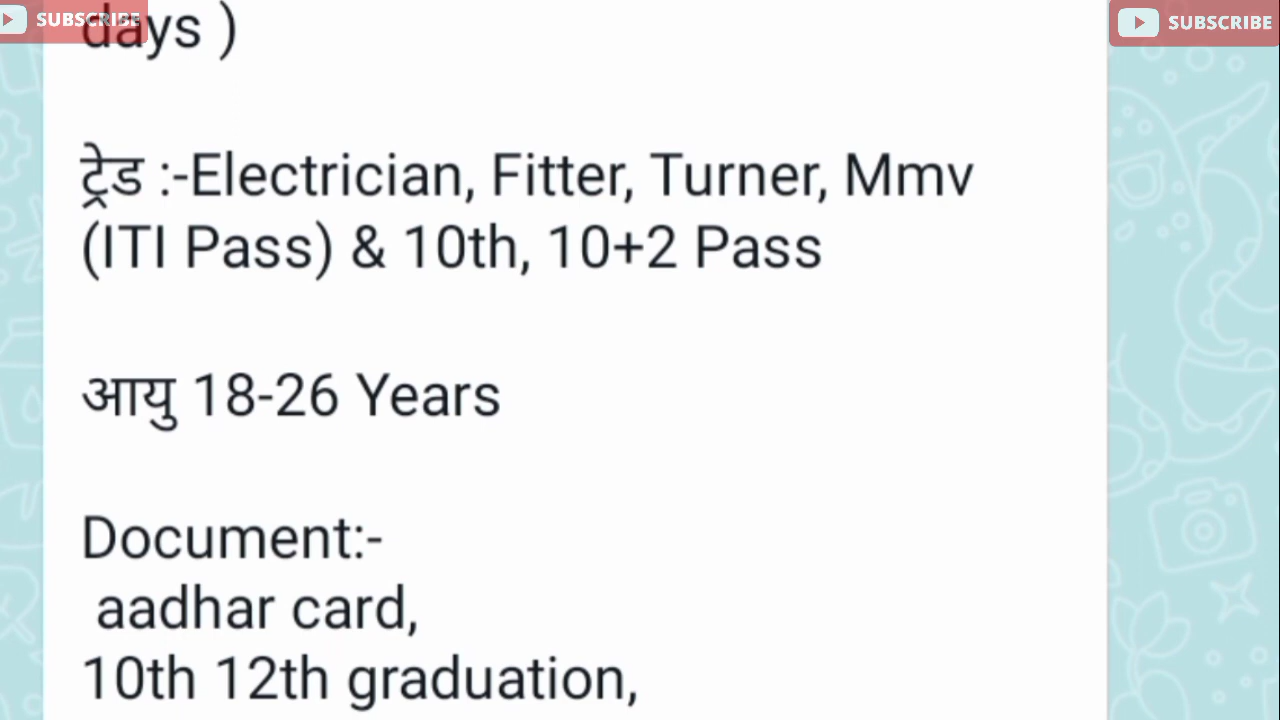 SUBSCRIBE
SUBSCRIBE
days )
ट्रेड :-Electrician, Fitter, Turner, Mmv
(ITI Pass) & 10th, 10+2 Pass
आयु 18-26 Years
Document:-
aadhar card,
10th 12th graduation,